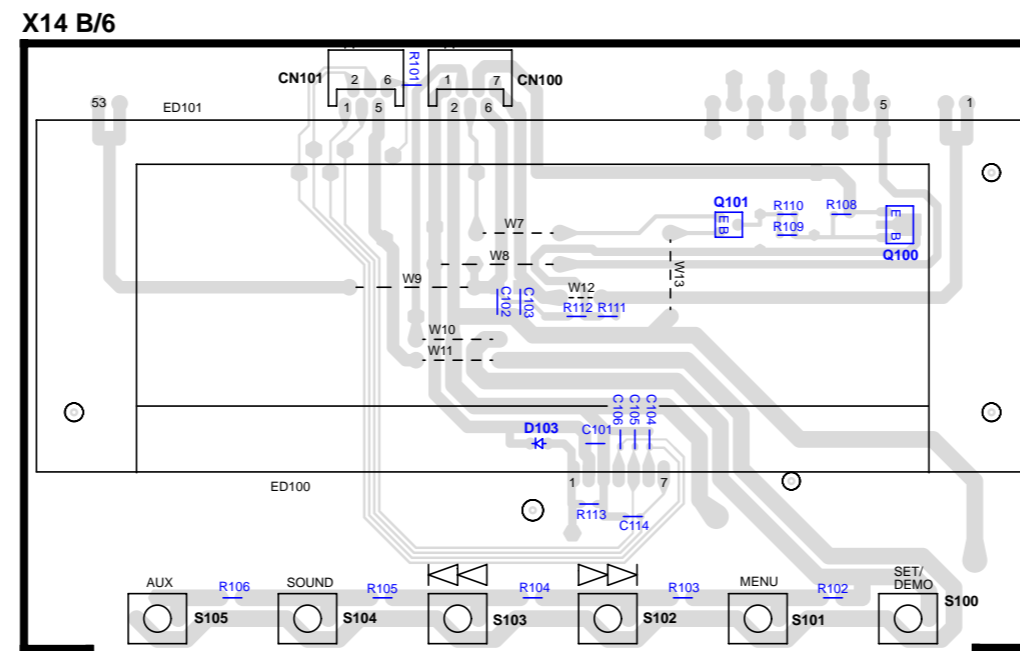 X14 B/6
CN101 2 6 R101 1 7 CN100
1 5 2 6
53 ED101 5 1
Q101 R110 R108 E
E B R109 B
Q100
W7
W8 W13
W9 C102 C103 W12
R112 R111
W10
W11
C106 C105 C104
D103 C101
ED100 1 7
R113 C114
AUX R106 SOUND R105 R104 R103 MENU R102 SET/
DEMO
S105 S104 S103 S102 S101 S100